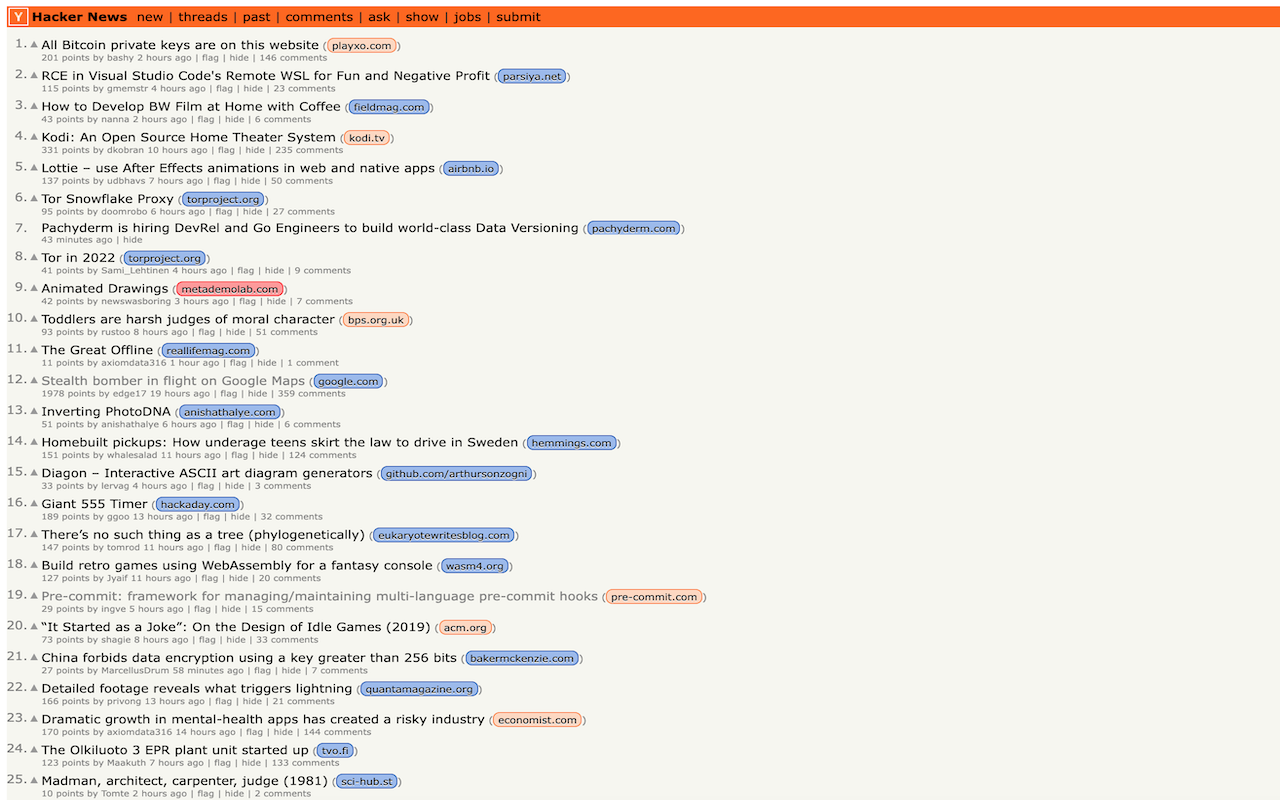 Y Hacker News new | threads | past | comments | ask | show | jobs | submit
1. ▲ All Bitcoin private keys are on this website (playxo.com)
201 points by bashy 2 hours ago | flag | hide | 146 comments
2. ▲ RCE in Visual Studio Code's Remote WSL for Fun and Negative Profit (parsiya.net)
115 points by gmemstr 4 hours ago | flag | hide | 23 comments
3. ▲ How to Develop BW Film at Home with Coffee (fieldmag.com)
43 points by nanna 2 hours ago | flag | hide | 6 comments
4. ▲ Kodi: An Open Source Home Theater System (kodi.tv)
331 points by dkobran 10 hours ago | flag | hide | 235 comments
5. ▲ Lottie – use After Effects animations in web and native apps (airbnb.io)
137 points by udbhavs 7 hours ago | flag | hide | 50 comments
6. ▲ Tor Snowflake Proxy (torproject.org)
95 points by doomrobo 6 hours ago | flag | hide | 27 comments
7. Pachyderm is hiring DevRel and Go Engineers to build world-class Data Versioning (pachyderm.com)
43 minutes ago | hide
8. ▲ Tor in 2022 (torproject.org)
41 points by Sami_Lehtinen 4 hours ago | flag | hide | 9 comments
9. ▲ Animated Drawings (metademolab.com)
42 points by newswasboring 3 hours ago | flag | hide | 7 comments
10. ▲ Toddlers are harsh judges of moral character (bps.org.uk)
93 points by rustoo 8 hours ago | flag | hide | 51 comments
11. ▲ The Great Offline (reallifemag.com)
11 points by axiomdata316 1 hour ago | flag | hide | 1 comment
12. ▲ Stealth bomber in flight on Google Maps (google.com)
1978 points by edge17 19 hours ago | flag | hide | 359 comments
13. ▲ Inverting PhotoDNA (anishathalye.com)
51 points by anishathalye 6 hours ago | flag | hide | 6 comments
14. ▲ Homebuilt pickups: How underage teens skirt the law to drive in Sweden (hemmings.com)
151 points by whalesalad 11 hours ago | flag | hide | 124 comments
15. ▲ Diagon – Interactive ASCII art diagram generators (github.com/arthursonzogni)
33 points by lervag 4 hours ago | flag | hide | 3 comments
16. ▲ Giant 555 Timer (hackaday.com)
189 points by ggoo 13 hours ago | flag | hide | 32 comments
17. ▲ There’s no such thing as a tree (phylogenetically) (eukaryotewritesblog.com)
147 points by tomrod 11 hours ago | flag | hide | 80 comments
18. ▲ Build retro games using WebAssembly for a fantasy console (wasm4.org)
127 points by Jyaif 11 hours ago | flag | hide | 20 comments
19. ▲ Pre-commit: framework for managing/maintaining multi-language pre-commit hooks (pre-commit.com)
29 points by ingve 5 hours ago | flag | hide | 15 comments
20. ▲ “It Started as a Joke”: On the Design of Idle Games (2019) (acm.org)
73 points by shagie 8 hours ago | flag | hide | 33 comments
21. ▲ China forbids data encryption using a key greater than 256 bits (bakermckenzie.com)
27 points by MarcellusDrum 58 minutes ago | flag | hide | 7 comments
22. ▲ Detailed footage reveals what triggers lightning (quantamagazine.org)
166 points by privong 13 hours ago | flag | hide | 21 comments
23. ▲ Dramatic growth in mental-health apps has created a risky industry (economist.com)
170 points by axiomdata316 14 hours ago | flag | hide | 144 comments
24. ▲ The Olkiluoto 3 EPR plant unit started up (tvo.fi)
123 points by Maakuth 7 hours ago | flag | hide | 133 comments
25. ▲ Madman, architect, carpenter, judge (1981) (sci-hub.st)
10 points by Tomte 2 hours ago | flag | hide | 2 comments